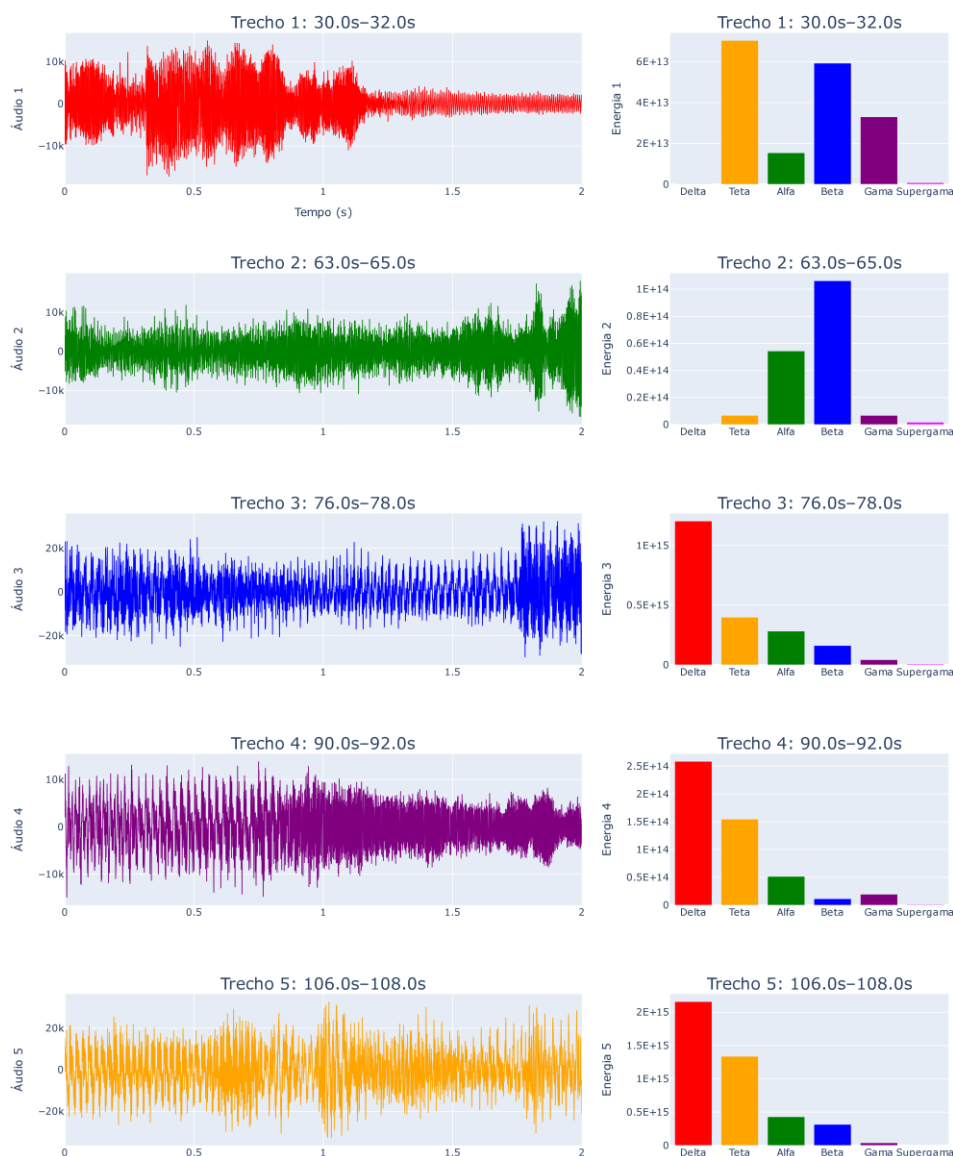 Trecho 1: 30.0s–32.0s
Áudio 1
10k
0
−10k
0
0.5
1
1.5
2
Tempo (s)
Trecho 1: 30.0s–32.0s
Energia 1
6E+13
4E+13
2E+13
0
Delta
Teta
Alfa
Beta
Gama
Supergama
Trecho 2: 63.0s–65.0s
Áudio 2
10k
0
−10k
0
0.5
1
1.5
2
Trecho 2: 63.0s–65.0s
Energia 2
1E+14
0.8E+14
0.6E+14
0.4E+14
0.2E+14
0
Delta
Teta
Alfa
Beta
Gama
Supergama
Trecho 3: 76.0s–78.0s
Áudio 3
20k
0
−20k
0
0.5
1
1.5
2
Trecho 3: 76.0s–78.0s
Energia 3
1E+15
0.5E+15
0
Delta
Teta
Alfa
Beta
Gama
Supergama
Trecho 4: 90.0s–92.0s
Áudio 4
10k
0
−10k
0
0.5
1
1.5
2
Trecho 4: 90.0s–92.0s
Energia 4
2.5E+14
2E+14
1.5E+14
1E+14
0.5E+14
0
Delta
Teta
Alfa
Beta
Gama
Supergama
Trecho 5: 106.0s–108.0s
Áudio 5
20k
0
−20k
0
0.5
1
1.5
2
Trecho 5: 106.0s–108.0s
Energia 5
2E+15
1.5E+15
1E+15
0.5E+15
0
Delta
Teta
Alfa
Beta
Gama
Supergama